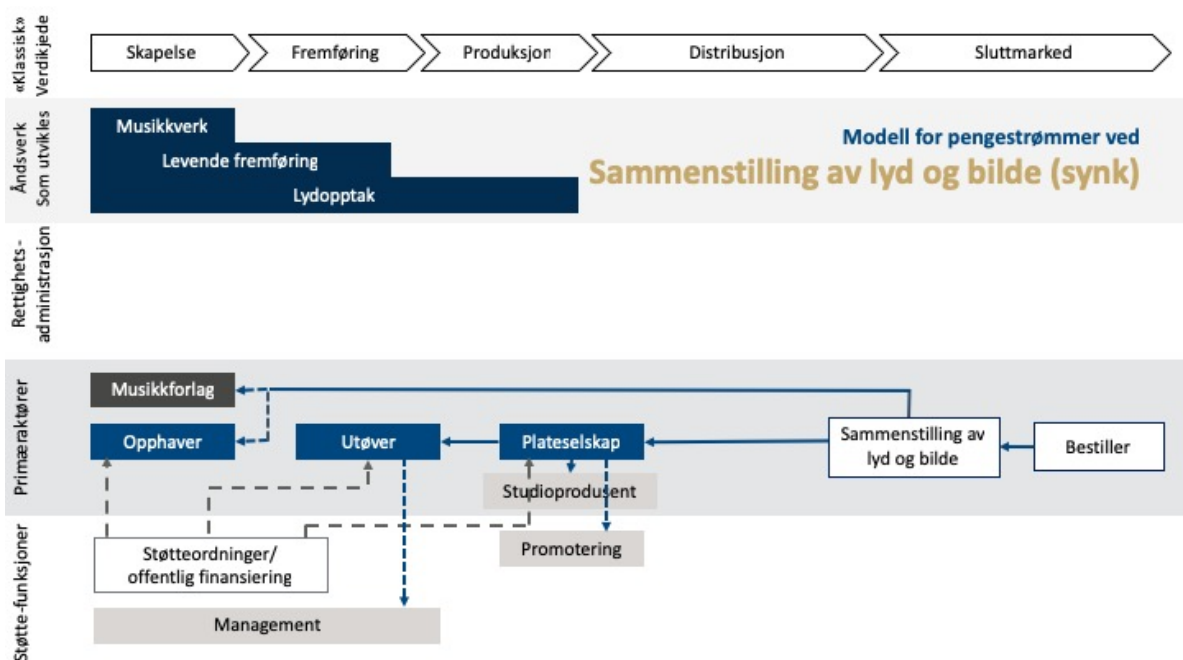 «Klassisk»
Verdikjede
Skapelse
Fremføring
Produksjon
Distribusjon
Sluttmarked
Åndsverk
Som utvikles
Musikkverk
Levende fremføring
Lydopptak
Modell for pengestrømmer ved
Sammenstilling av lyd og bilde (synk)
Rettighets-
administrasjon
Primæraktører
Musikkforlag
Opphaver
Utøver
Plateselskap
Sammenstilling av
lyd og bilde
Bestiller
Studioprodusent
Støtte-funksjoner
Støtteordninger/
offentlig finansiering
Promotering
Management